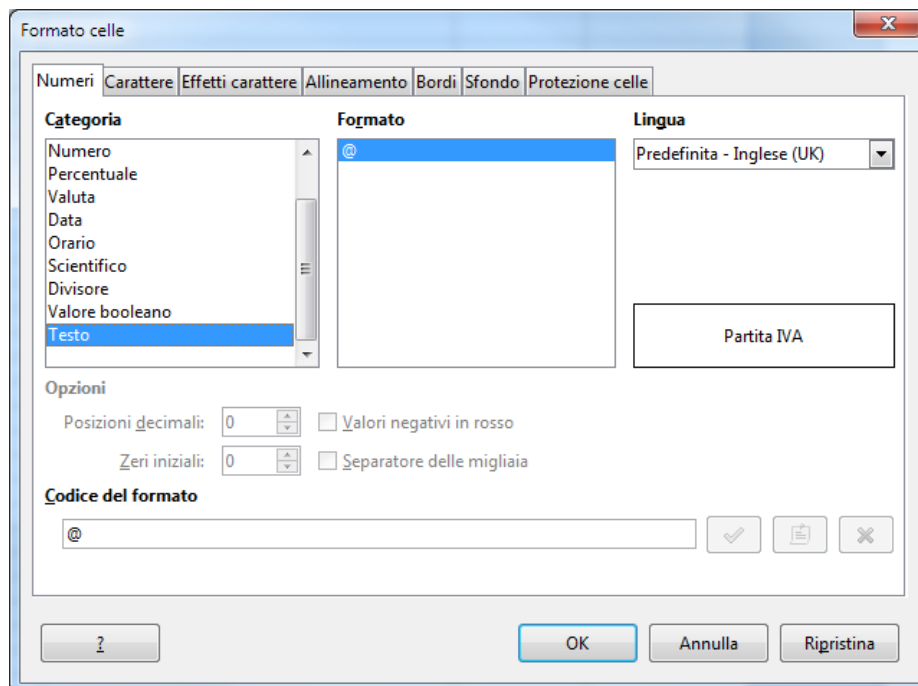 Formato celle
Numeri Carattere Effetti carattere Allineamento Bordi Sfondo Protezione celle
Categoria
Numero
Percentuale
Valuta
Data
Orario
Scientifico
Divisore
Valore booleano
Testo
Formato
@
Lingua
Predefinita - Inglese (UK)
Partita IVA
Opzioni
Posizioni decimali: 0 Valori negativi in rosso
Zeri iniziali: 0 Separatore delle migliaia
Codice del formato
@
? OK Annulla Ripristina